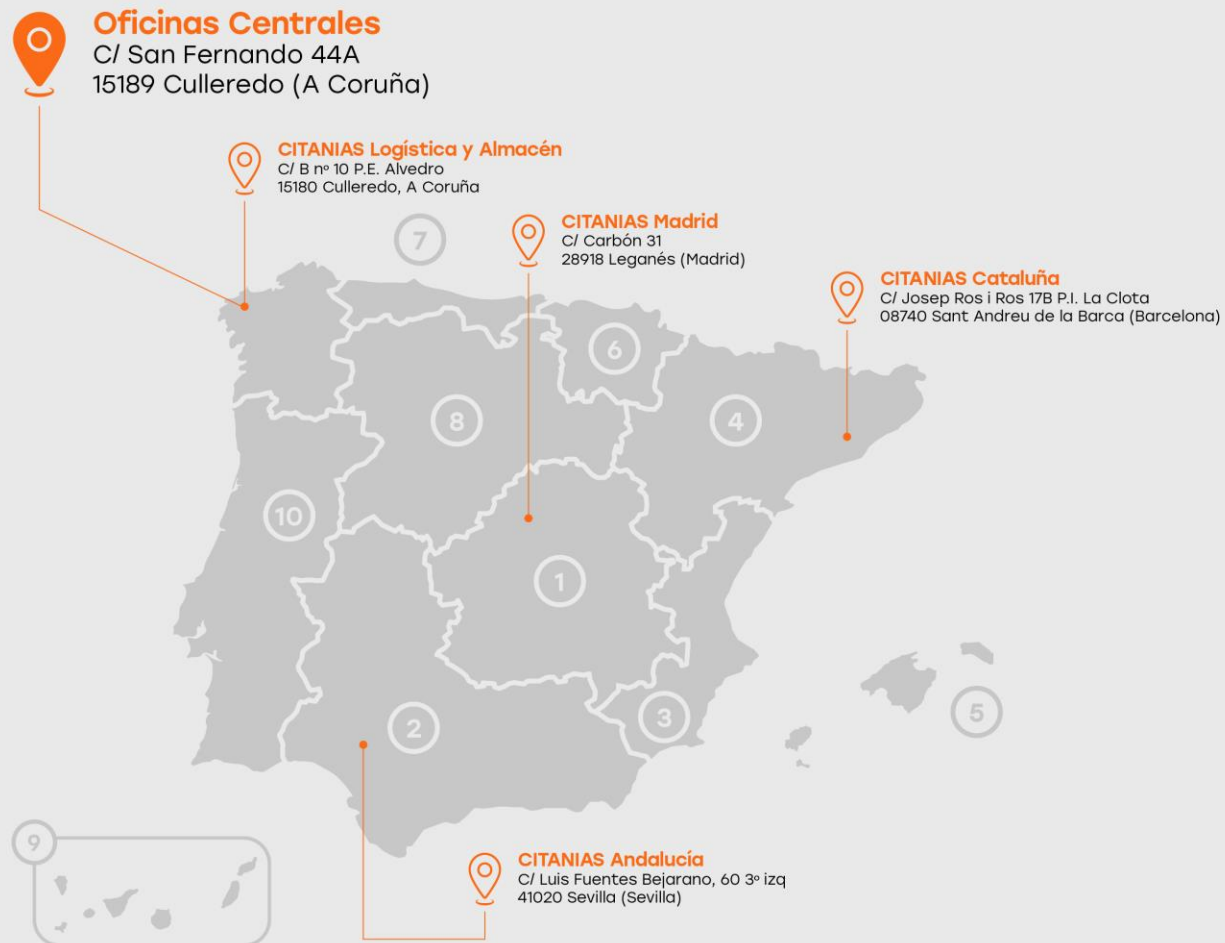 Oficinas Centrales
C/ San Fernando 44A
15189 Culleredo (A Coruña)
CITANIAS Logística y Almacén
C/ B nº 10 P.E. Alvedro
15180 Culleredo, A Coruña
7
CITANIAS Madrid
C/ Carbón 31
28918 Leganés (Madrid)
CITANIAS Cataluña
C/ Josep Ros i Ros 17B P.I. La Clota
08740 Sant Andreu de la Barca (Barcelona)
6
8
4
10
1
2
3
5
9
CITANIAS Andalucía
C/ Luis Fuentes Bejarano, 60 3º izq
41020 Sevilla (Sevilla)